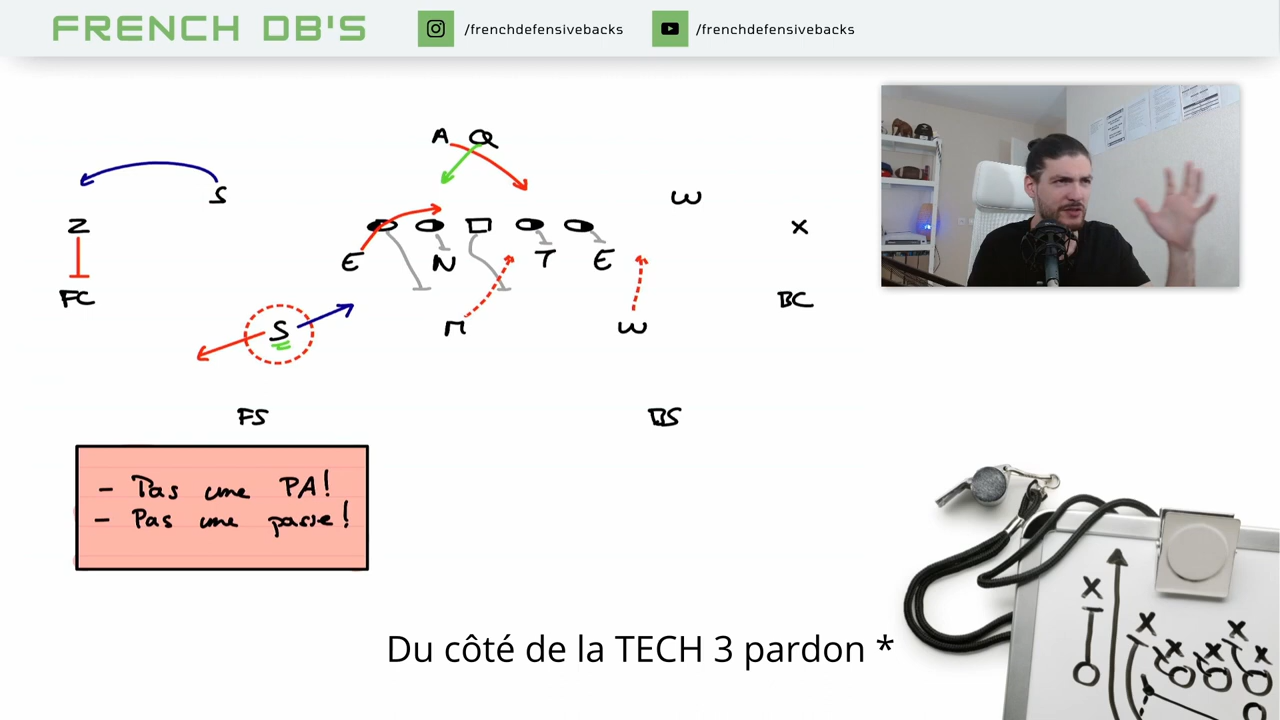 FRENCH DB'S
/frenchdefensivebacks
/frenchdefensivebacks
A Q
S
W
Z
X
E N T E
FC
BC
S
M
W
FS
BS
- Pas une PA!
- Pas une passe!
Du côté de la TECH 3 pardon *
X
X
X X X
X